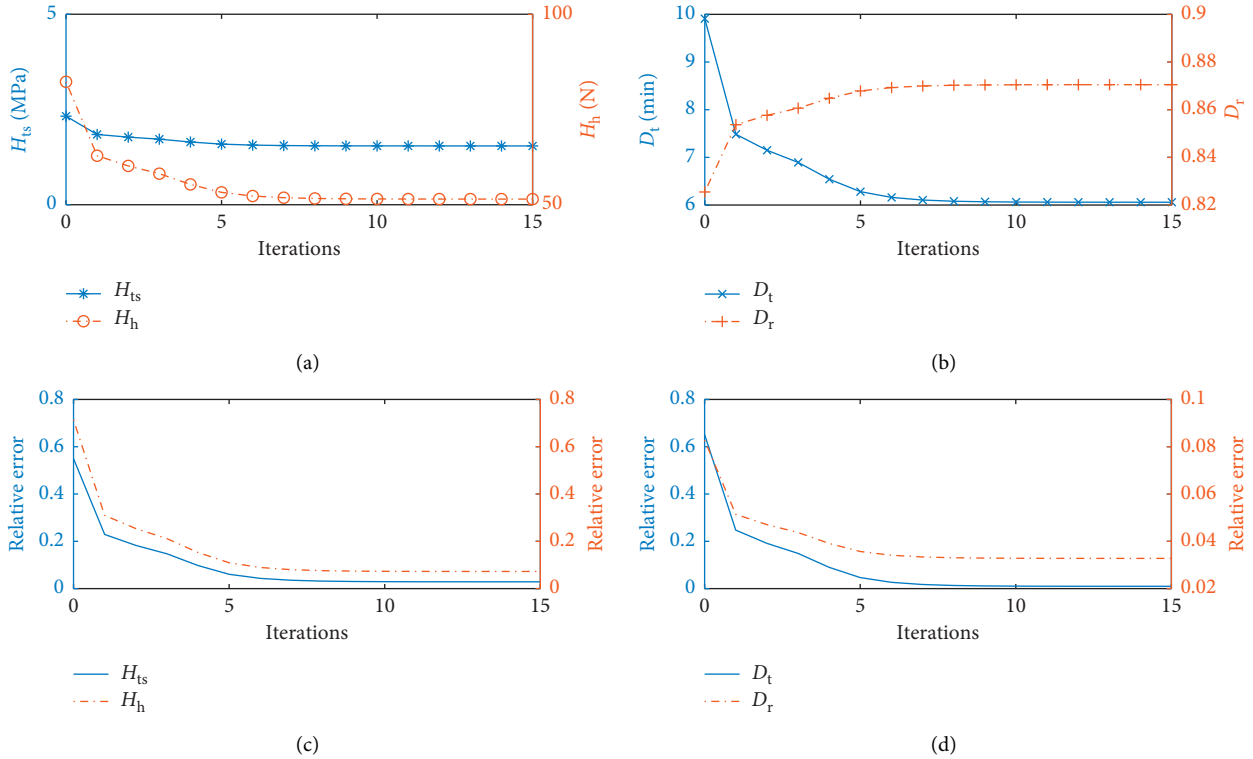 5
0
H_ts (MPa)
100
50
H_h (N)
0 5 10 15
Iterations
H_ts
H_h
(a)
10
9
8
7
6
D_t (min)
0.9
0.88
0.86
0.84
0.82
D_r
0 5 10 15
Iterations
D_t
D_r
(b)
0.8
0.6
0.4
0.2
0
Relative error
0.8
0.6
0.4
0.2
0
Relative error
0 5 10 15
Iterations
H_ts
H_h
(c)
0.8
0.6
0.4
0.2
0
Relative error
0.1
0.08
0.06
0.04
0.02
Relative error
0 5 10 15
Iterations
D_t
D_r
(d)